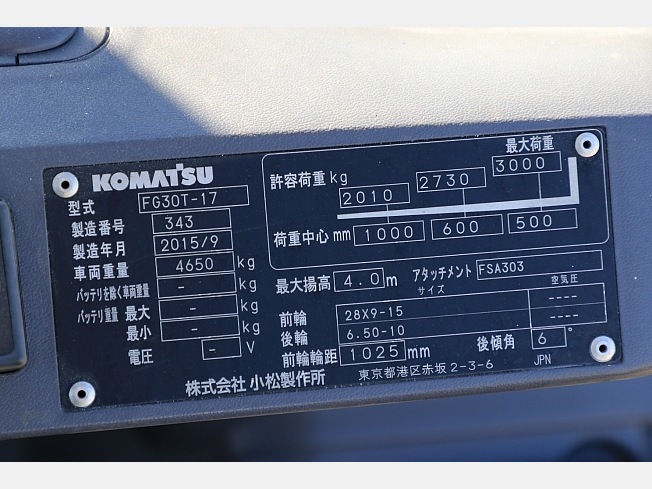 KOMATSU
型式 FG30T-17
製造番号 343
製造年月 2015/9
車両重量 4650 kg
バッテリを除く車両重量 - kg
バッテリ重量 最大 - kg
最小 - kg
電圧 - V
最大荷重
許容荷重 kg 2010 2730 3000
荷重中心 mm 1000 600 500
最大揚高 4.0 m アタッチメント FSA303
サイズ 空気圧
前輪 28X9-15 ----
後輪 6.50-10 ----
前輪輪距 1025 mm 後傾角 6 °
株式会社 小松製作所 東京都港区赤坂 2-3-6 JPN